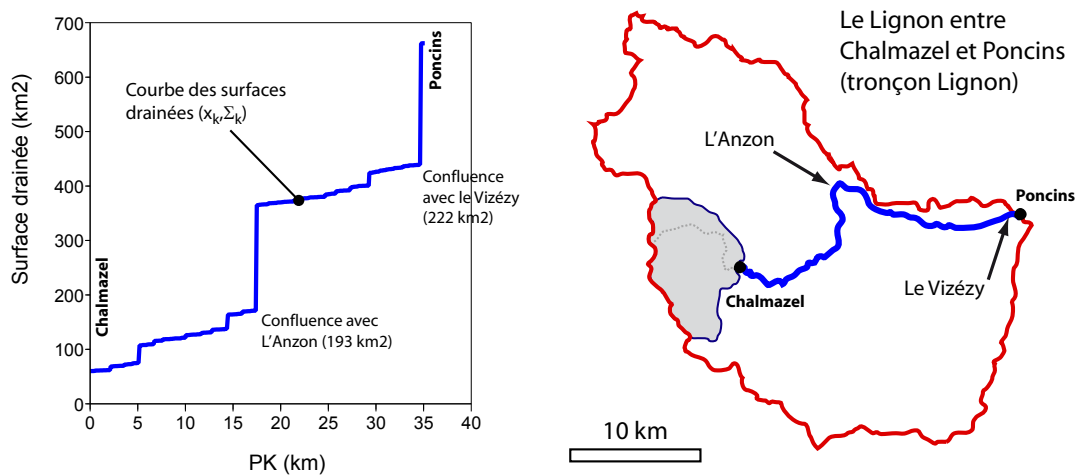 700
600
500
400
300
200
100
0
0
5
10
15
20
25
30
35
40
Surface drainée (km2)
PK (km)
Chalmazel
Courbe des surfaces
drainées (xk,Σk)
Poncins
Confluence
avec le Vizézy
(222 km2)
Confluence avec
L'Anzon (193 km2)
Le Lignon entre
Chalmazel et Poncins
(tronçon Lignon)
L'Anzon
Poncins
Chalmazel
Le Vizézy
10 km